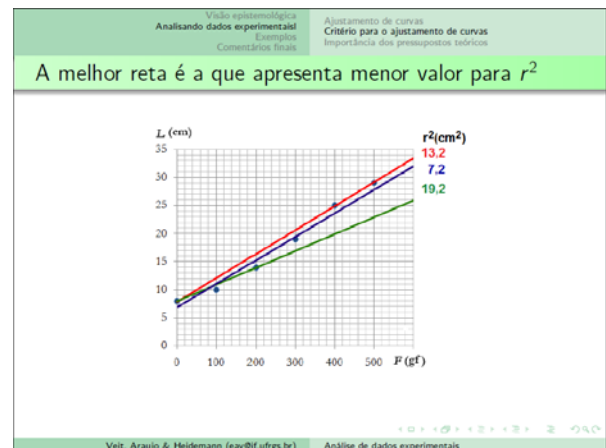 Visão epistemológica
Analisando dados experimentaisl
Exemplos
Comentários finais
Ajustamento de curvas
Critério para o ajustamento de curvas
Importância dos pressupostos teóricos
A melhor reta é a que apresenta menor valor para r²
L (cm)
r²(cm²)
13,2
7,2
19,2
35
30
25
20
15
10
5
0
0 100 200 300 400 500 F (gf)
Veit, Araujo & Heidemann (eav@if.ufrgs.br) Análise de dados experimentais